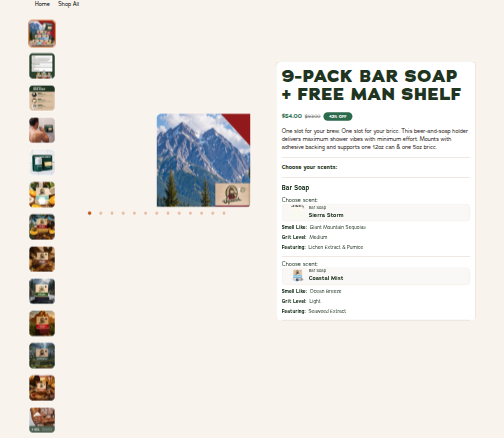 Home Shop All
9-PACK BAR SOAP
+ FREE MAN SHELF
$54.00
OFF
One slot for your brew. One slot for your bricc. This beer-and-soap holder
delivers maximum shower vibes with minimum effort. Mounts with
adhesive backing and supports one 12oz can & one 5oz bricc.
Choose your scents:
Bar Soap
Choose scent:
Bar Soap
Sierra Storm
Smell Like: Giant Mountain Sequoias
Grit Level: Medium
Featuring: Lichen Extract & Pumice
Choose scent:
Bar Soap
Coastal Mist
Smell Like: Ocean Breeze
Grit Level: Light
Featuring: Seaweed Extract